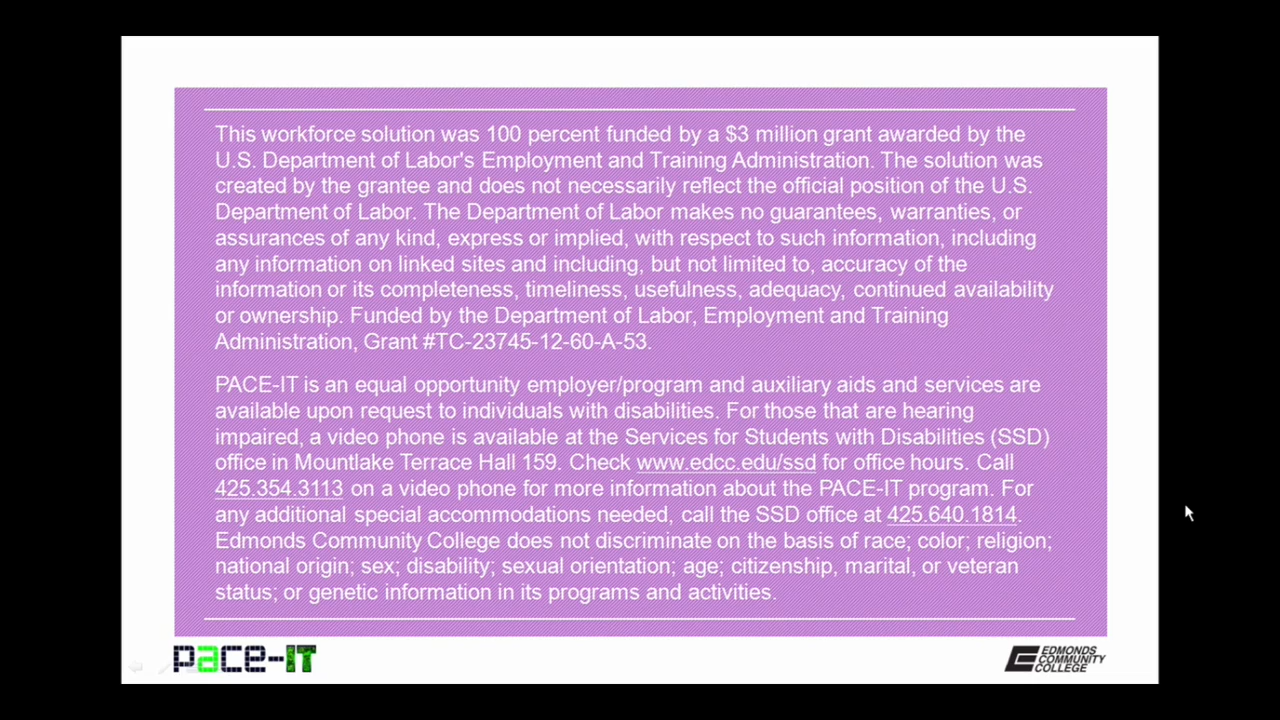 This workforce solution was 100 percent funded by a $3 million grant awarded by the
U.S. Department of Labor's Employment and Training Administration. The solution was
created by the grantee and does not necessarily reflect the official position of the U.S.
Department of Labor. The Department of Labor makes no guarantees, warranties, or
assurances of any kind, express or implied, with respect to such information, including
any information on linked sites and including, but not limited to, accuracy of the
information or its completeness, timeliness, usefulness, adequacy, continued availability
or ownership. Funded by the Department of Labor, Employment and Training
Administration, Grant #TC-23745-12-60-A-53.
PACE-IT is an equal opportunity employer/program and auxiliary aids and services are
available upon request to individuals with disabilities. For those that are hearing
impaired, a video phone is available at the Services for Students with Disabilities (SSD)
office in Mountlake Terrace Hall 159. Check www.edcc.edu/ssd for office hours. Call
425.354.3113 on a video phone for more information about the PACE-IT program. For
any additional special accommodations needed, call the SSD office at 425.640.1814.
Edmonds Community College does not discriminate on the basis of race; color; religion;
national origin; sex; disability; sexual orientation; age; citizenship, marital, or veteran
status; or genetic information in its programs and activities.
pace-IT
EDMONDS
COMMUNITY
COLLEGE